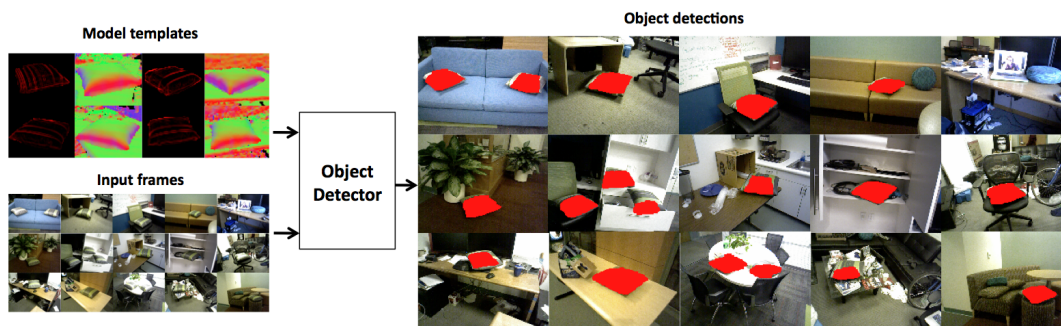 Object detections
Model templates
Input frames
Object
Detector